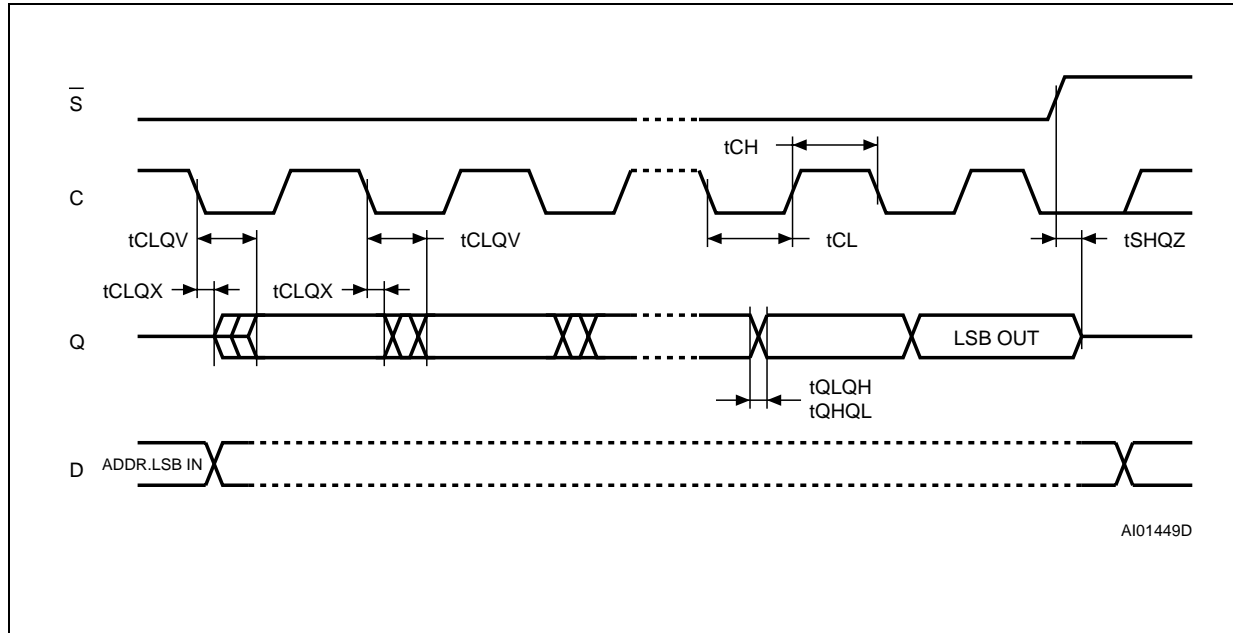 S
tCH
C
tCLQV
tCLQV
tCL
tSHQZ
tCLQX
tCLQX
Q
LSB OUT
tQLQH
tQHQL
D
ADDR.LSB IN
AI01449D